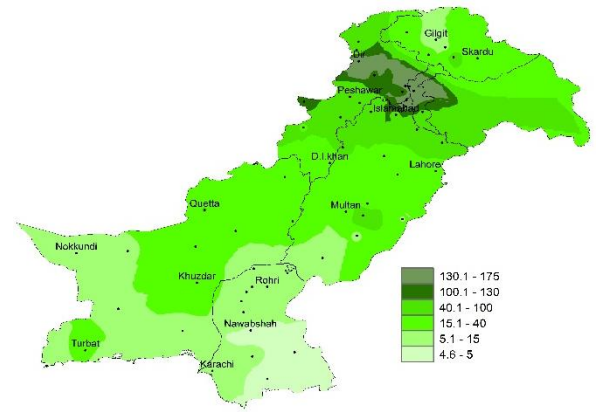 Gilgit
Dir
Skardu
Peshawar
Islamabad
D.I.khan
Lahore
Quetta
Multan
Nokkundi
Khuzdar
Rohri
Nawabshah
Turbat
Karachi
130.1 - 175
100.1 - 130
40.1 - 100
15.1 - 40
5.1 - 15
4.6 - 5